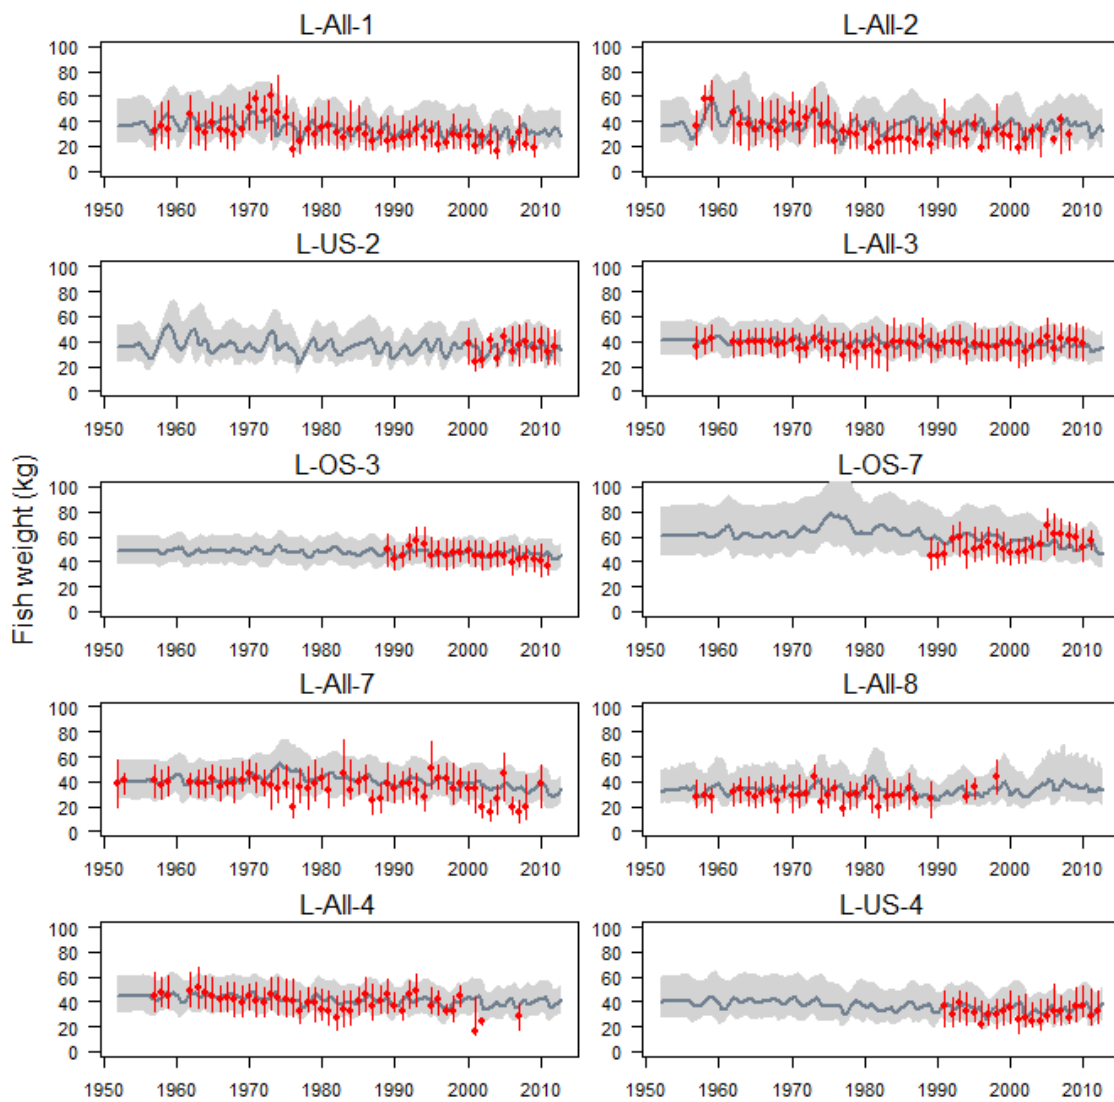 L-All-1 L-All-2
100 100
80 80
60 60
40 40
20 20
0 0
1950 1960 1970 1980 1990 2000 2010 1950 1960 1970 1980 1990 2000 2010
L-US-2 L-All-3
100 100
80 80
60 60
40 40
20 20
0 0
1950 1960 1970 1980 1990 2000 2010 1950 1960 1970 1980 1990 2000 2010
Fish weight (kg)
L-OS-3 L-OS-7
100 100
80 80
60 60
40 40
20 20
0 0
1950 1960 1970 1980 1990 2000 2010 1950 1960 1970 1980 1990 2000 2010
L-All-7 L-All-8
100 100
80 80
60 60
40 40
20 20
0 0
1950 1960 1970 1980 1990 2000 2010 1950 1960 1970 1980 1990 2000 2010
L-All-4 L-US-4
100 100
80 80
60 60
40 40
20 20
0 0
1950 1960 1970 1980 1990 2000 2010 1950 1960 1970 1980 1990 2000 2010